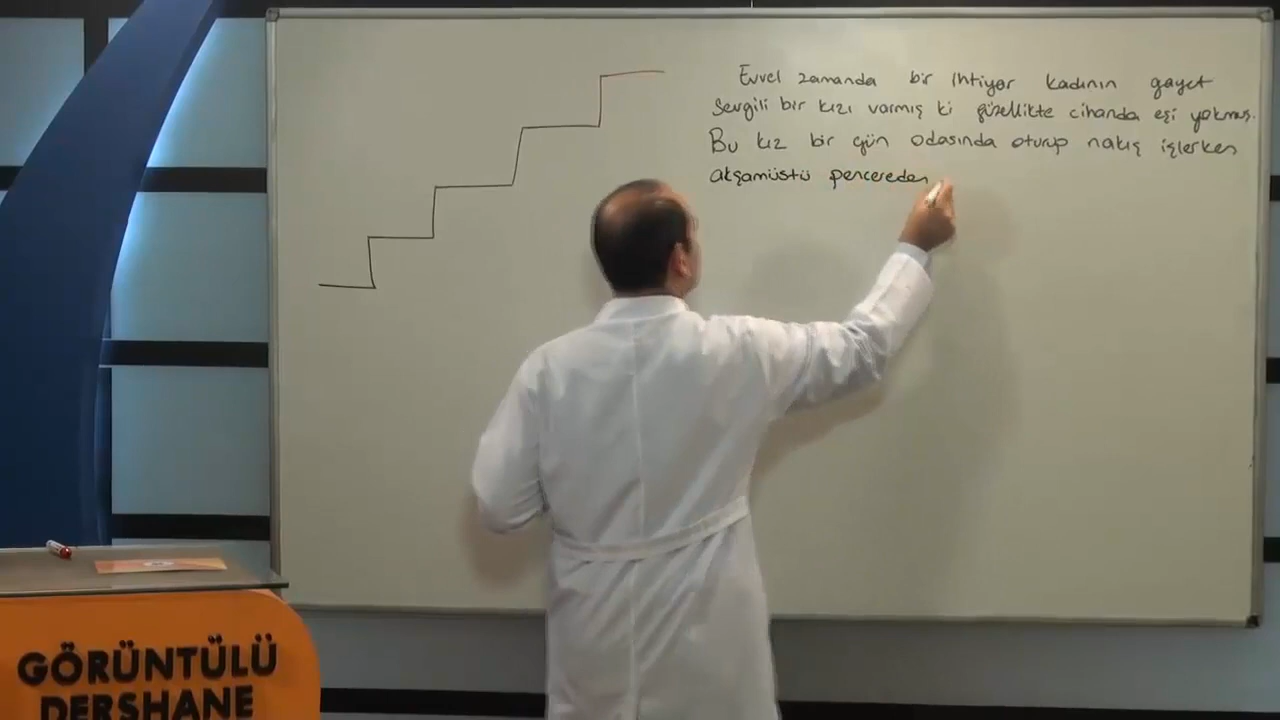 Evvel zamanda bir ihtiyar kadının gayet
sevgili bir kızı varmış ki güzellikte cihanda eşi yokmuş.
Bu kız bir gün odasında oturup nakış işlerken
akşamüstü pencereden
GÖRÜNTÜLÜ
DERSHANE